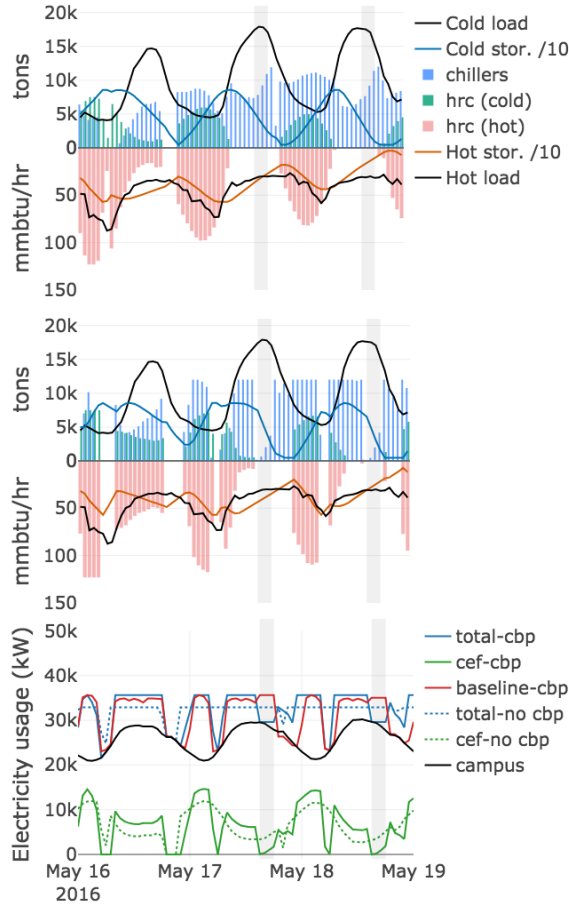 20k
15k
10k
5k
0
50
100
150
tons
mmbtu/hr
Cold load
Cold stor. /10
chillers
hrc (cold)
hrc (hot)
Hot stor. /10
Hot load
20k
15k
10k
5k
0
50
100
150
tons
mmbtu/hr
50k
40k
30k
20k
10k
0
Electricity usage (kW)
total-cbp
cef-cbp
baseline-cbp
total-no cbp
cef-no cbp
campus
May 16
2016
May 17
May 18
May 19